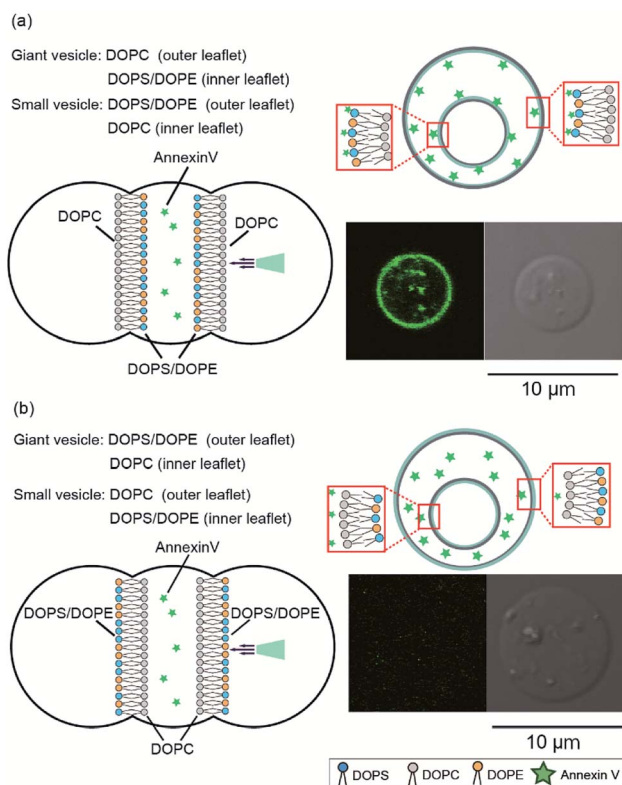 (a)
Giant vesicle: DOPC (outer leaflet)
DOPS/DOPE (inner leaflet)
Small vesicle: DOPS/DOPE (outer leaflet)
DOPC (inner leaflet)
AnnexinV
DOPC
DOPC
DOPS/DOPE
10 μm
(b)
Giant vesicle: DOPS/DOPE (outer leaflet)
DOPC (inner leaflet)
Small vesicle: DOPC (outer leaflet)
DOPS/DOPE (inner leaflet)
AnnexinV
DOPS/DOPE
DOPS/DOPE
DOPC
10 μm
DOPS DOPC DOPE Annexin V